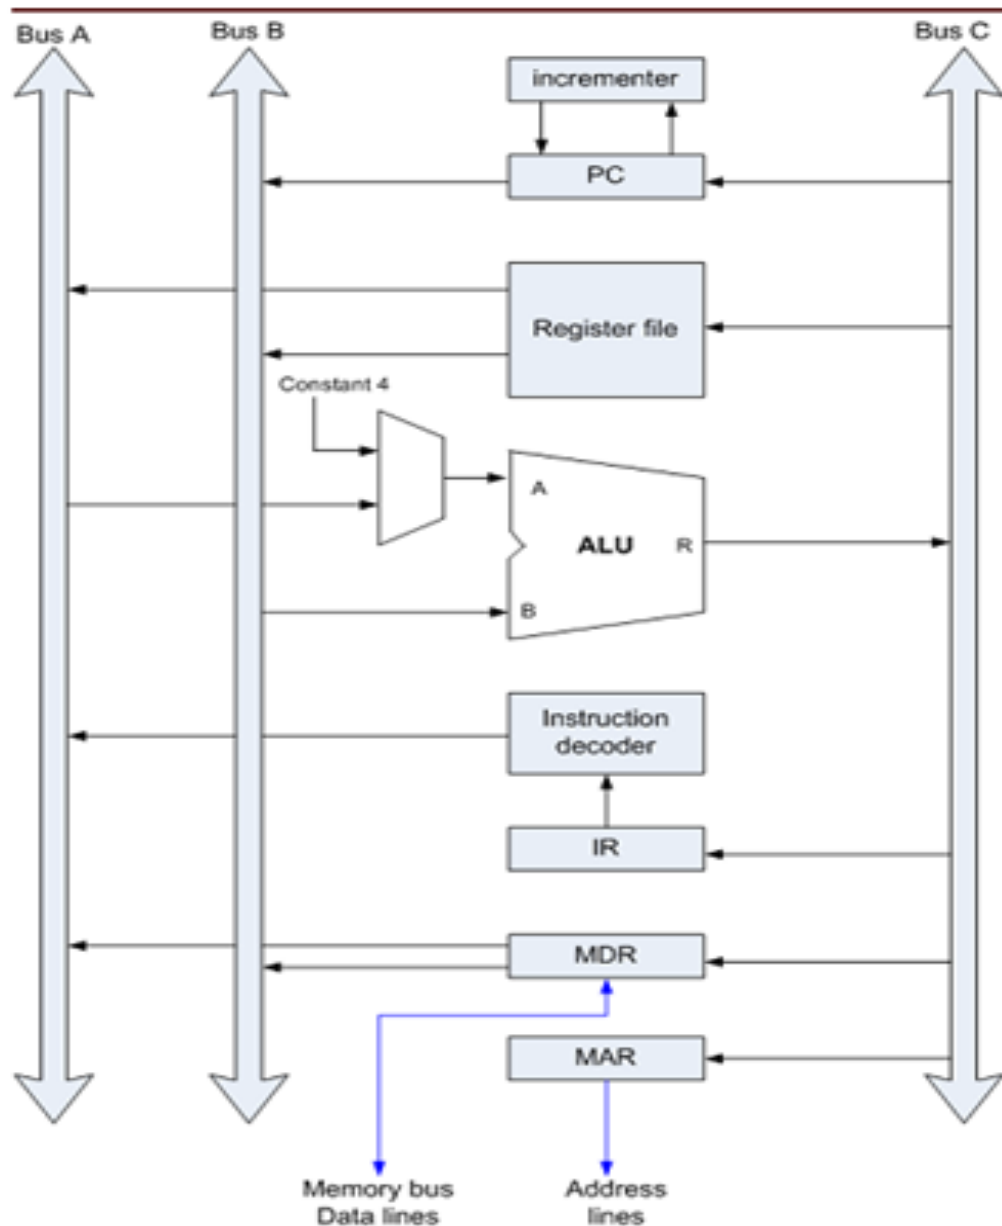 Bus A
Bus B
Bus C
incrementer
PC
Register file
Constant 4
A
ALU
R
B
Instruction
decoder
IR
MDR
MAR
Memory bus
Data lines
Address
lines